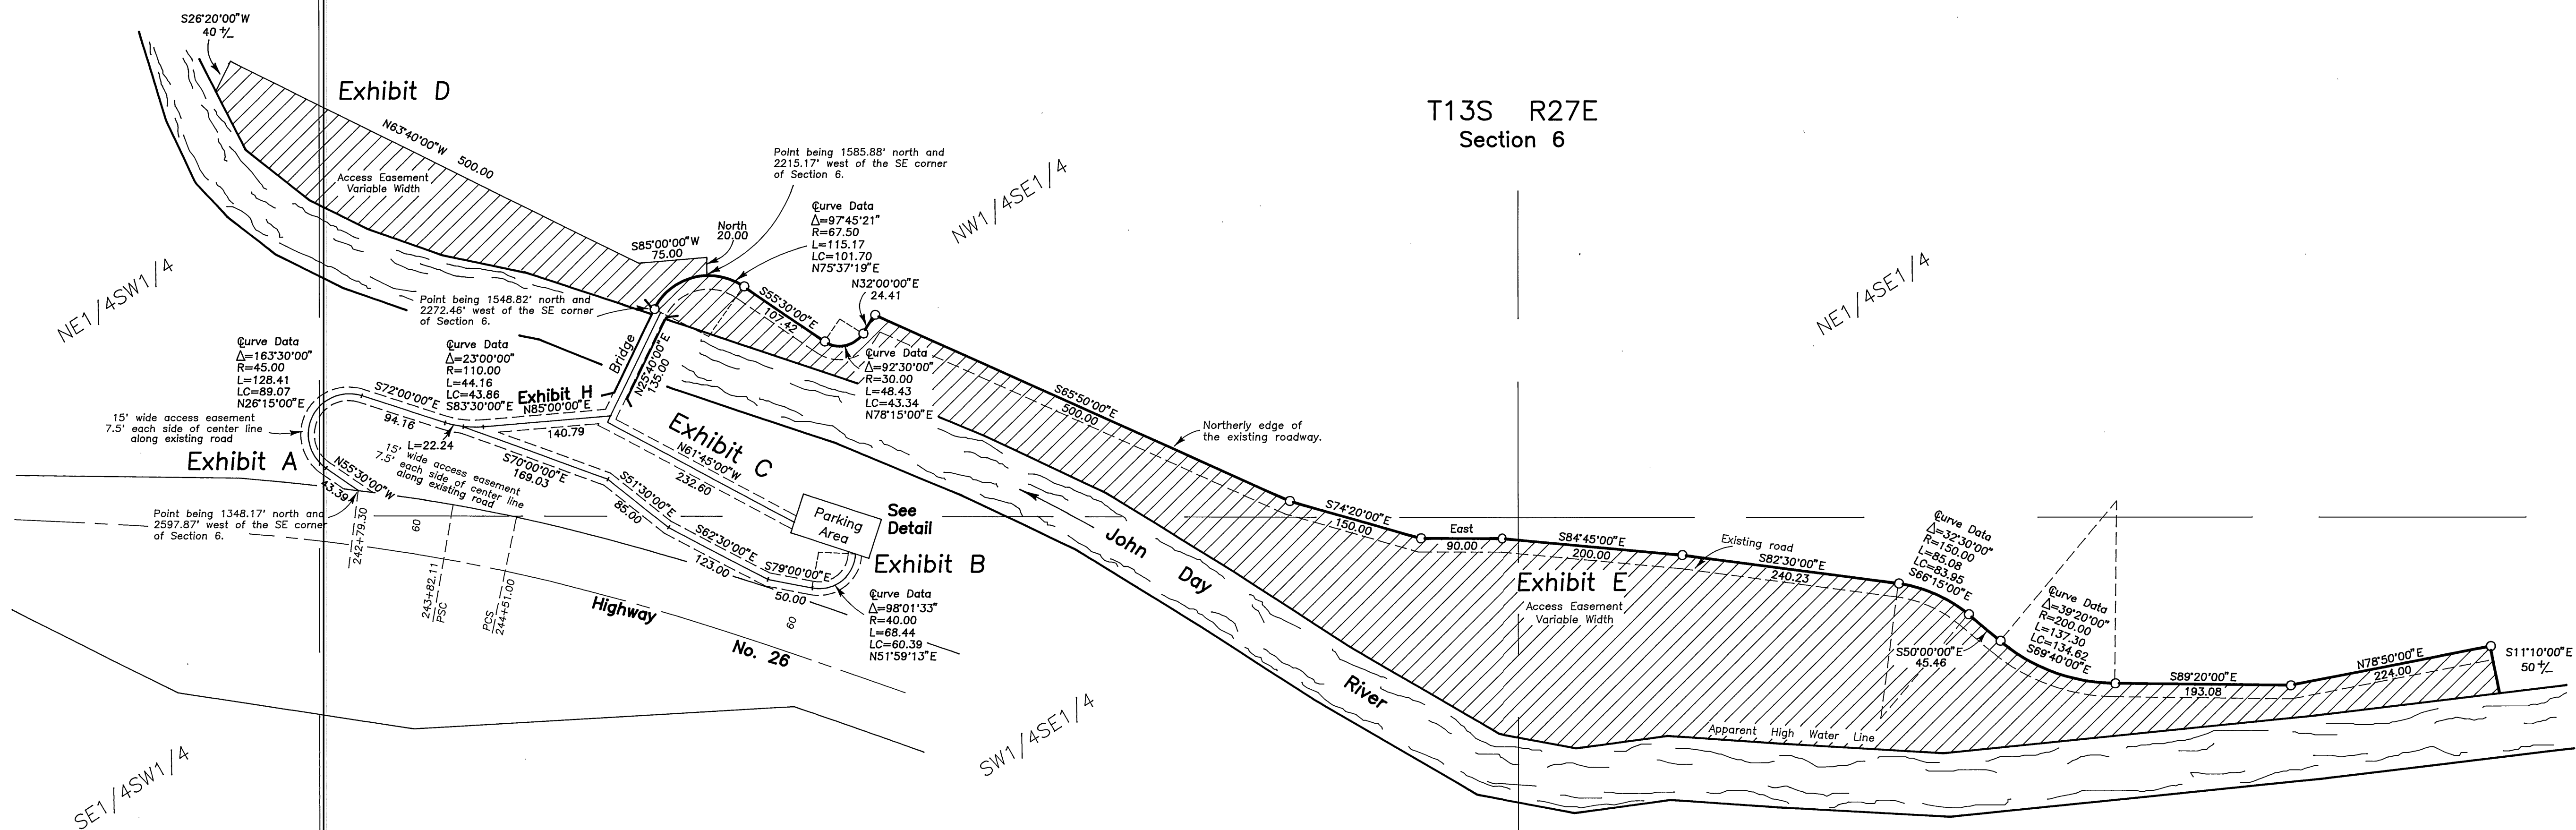 S26°20'00"W
40 +/-
Exhibit D
N63°40'00"W 500.00
Access Easement
Variable Width
T13S R27E
Section 6
Point being 1585.88' north and
2215.17' west of the SE corner
of Section 6.
NW1/4SE1/4
NE1/4SW1/4
NE1/4SE1/4
North
20.00
S85°00'00"W
75.00
℄urve Data
Δ=97°45'21"
R=67.50
L=115.17
LC=101.70
N75°37'19"E
N32°00'00"E
24.41
S55°30'00"E
107.42
Point being 1548.82' north and
2272.46' west of the SE corner
of Section 6.
Bridge
N25°40'00"E
135.00
℄urve Data
Δ=163°30'00"
R=45.00
L=128.41
LC=89.07
N26°15'00"E
℄urve Data
Δ=23°00'00"
R=110.00
L=44.16
LC=43.86
S83°30'00"E
℄urve Data
Δ=92°30'00"
R=30.00
L=48.43
LC=43.34
N78°15'00"E
S72°00'00"E
94.16
Exhibit H
N85°00'00"E
140.79
15' wide access easement
7.5' each side of center line
along existing road
Exhibit A
L=22.24
15' wide access easement
7.5' each side of center line
along existing road
N55°30'00"W
43.39
S70°00'00"E
169.03
Exhibit C
N61°45'00"W
232.60
S51°30'00"E
85.00
Point being 1348.17' north and
2597.87' west of the SE corner
of Section 6.
242+79.30
60
243+82.11
PSC
PCS
244+51.00
S62°30'00"E
123.00
S79°00'00"E
50.00
Parking
Area
See
Detail
Exhibit B
℄urve Data
Δ=98°01'33"
R=40.00
L=68.44
LC=60.39
N51°59'13"E
60
Highway
No. 26
S65°50'00"E
500.00
Northerly edge of
the existing roadway.
John Day River
S74°20'00"E
150.00
East
90.00
S84°45'00"E
200.00
Existing road
S82°30'00"E
240.23
Exhibit E
Access Easement
Variable Width
℄urve Data
Δ=32°30'00"
R=150.00
L=85.08
LC=83.95
S66°15'00"E
S50°00'00"E
45.46
℄urve Data
Δ=39°20'00"
R=200.00
L=137.30
LC=134.62
S69°40'00"E
S89°20'00"E
193.08
N78°50'00"E
224.00
S11°10'00"E
50 +/-
Apparent High Water Line
SW1/4SE1/4
SE1/4SW1/4